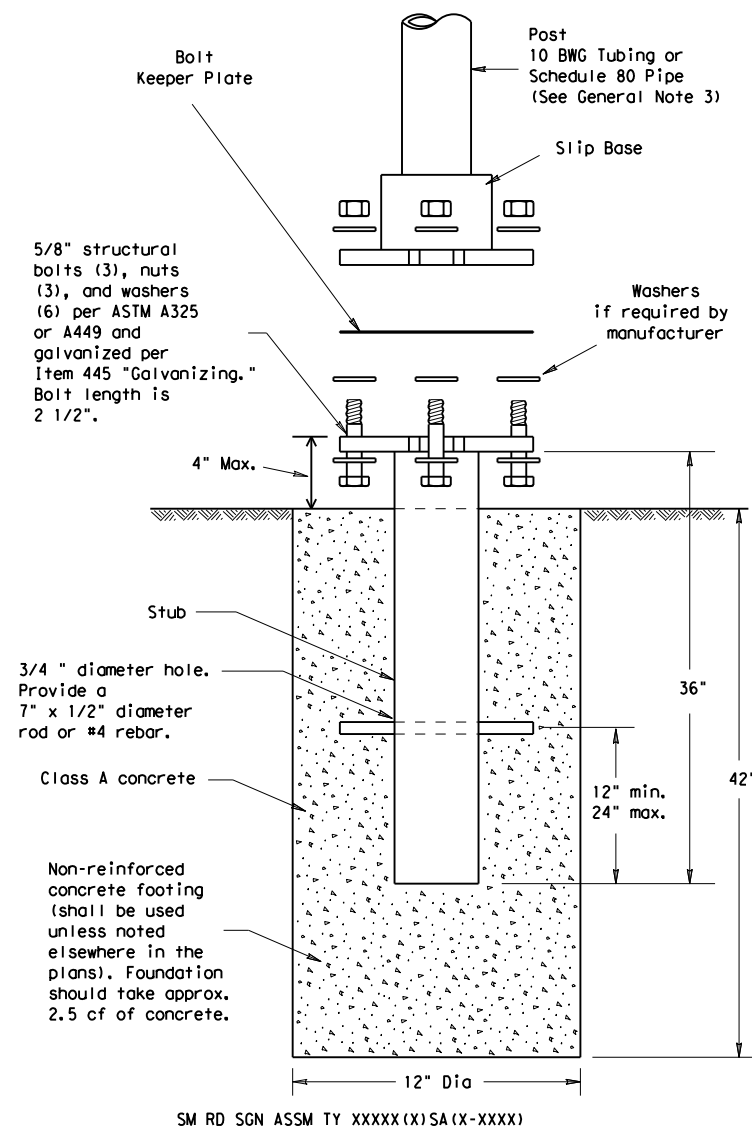 Bolt
Keeper Plate
Post
10 BWG Tubing or
Schedule 80 Pipe
(See General Note 3)
Slip Base
5/8" structural
bolts (3), nuts
(3), and washers
(6) per ASTM A325
or A449 and
galvanized per
Item 445 "Galvanizing."
Bolt length is
2 1/2".
Washers
if required by
manufacturer
4" Max.
Stub
3/4 " diameter hole.
Provide a
7" x 1/2" diameter
rod or #4 rebar.
36"
Class A concrete
12" min.
24" max.
42"
Non-reinforced
concrete footing
(shall be used
unless noted
elsewhere in the
plans). Foundation
should take approx.
2.5 cf of concrete.
12" Dia
SM RD SGN ASSM TY XXXXX(X)SA(X-XXXX)